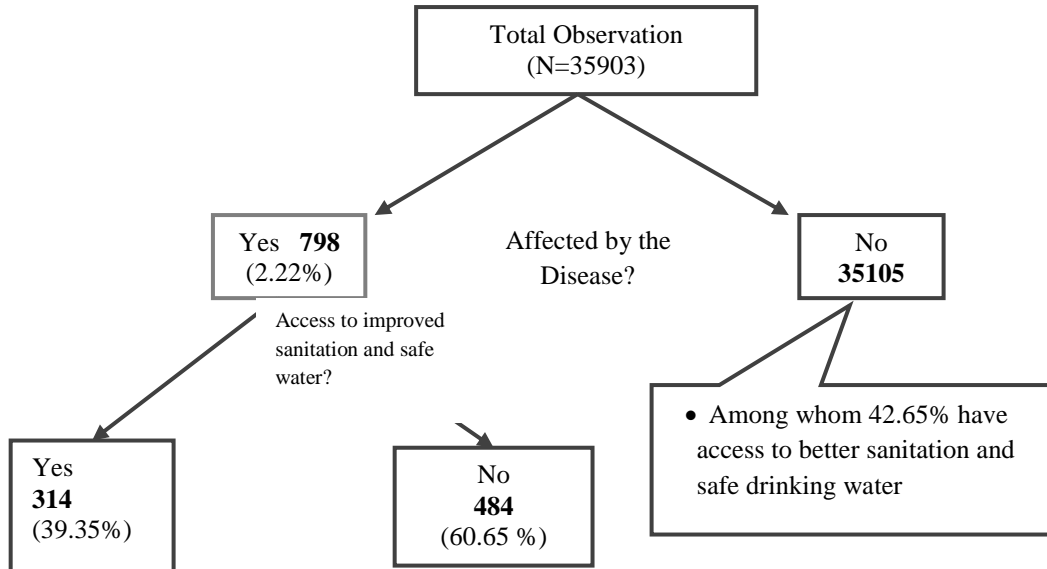 Total Observation
(N=35903)
Yes 798
(2.22%)
Affected by the
Disease?
No
35105
Access to improved
sanitation and safe
water?
• Among whom 42.65% have
access to better sanitation and
safe drinking water
Yes
314
(39.35%)
No
484
(60.65 %)